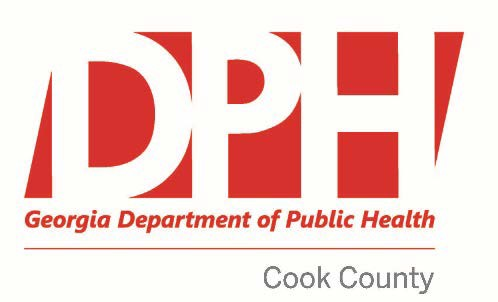 DPH
Georgia Department of Public Health
Cook County